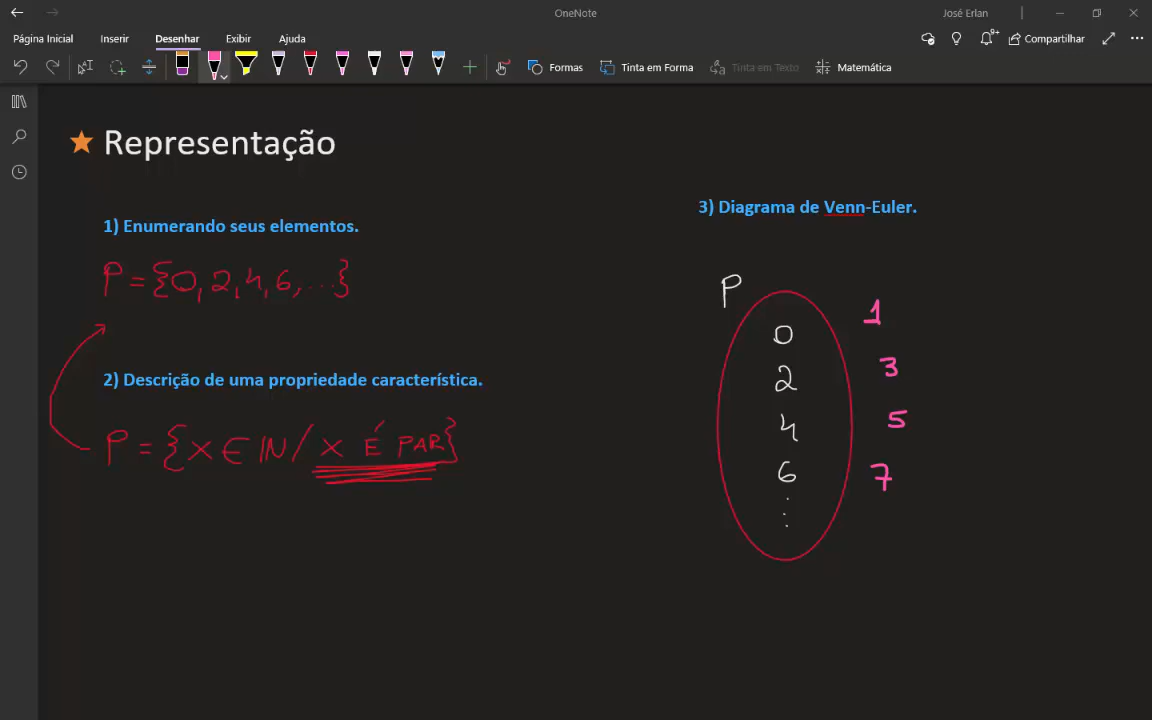 OneNote
José Erlan
Página Inicial Inserir Desenhar Exibir Ajuda
9+ Compartilhar
Formas Tinta em Forma Tinta em Texto Matemática
Representação
1) Enumerando seus elementos.
P = {0, 2, 4, 6, ...}
2) Descrição de uma propriedade característica.
P = {X ∈ IN / X É PAR}
3) Diagrama de Venn-Euler.
P
0
2
4
6
⋮
1
3
5
7